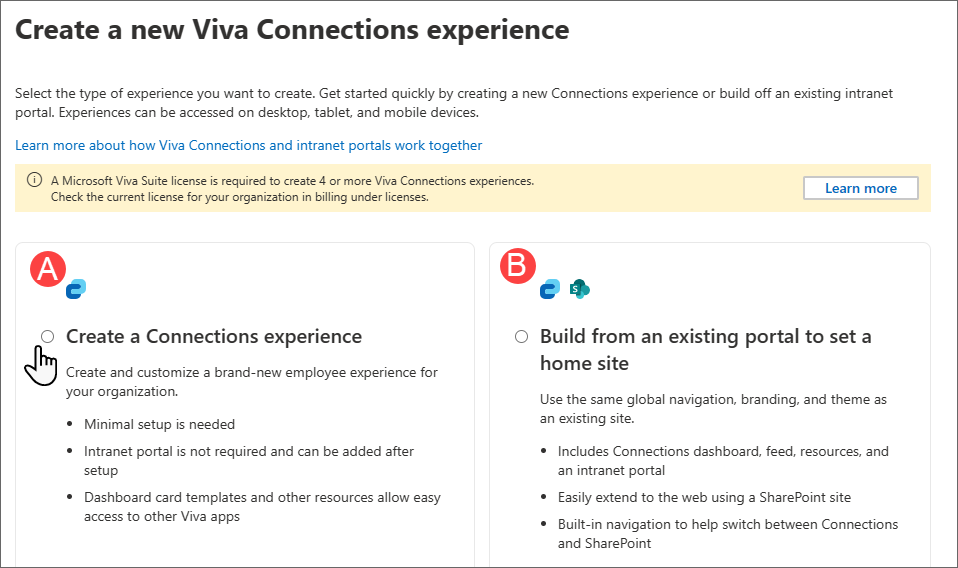 Create a new Viva Connections experience
Select the type of experience you want to create. Get started quickly by creating a new Connections experience or build off an existing intranet
portal. Experiences can be accessed on desktop, tablet, and mobile devices.
Learn more about how Viva Connections and intranet portals work together
A Microsoft Viva Suite license is required to create 4 or more Viva Connections experiences.
Check the current license for your organization in billing under licenses.
Learn more
A
Create a Connections experience
Create and customize a brand-new employee experience for
your organization.
• Minimal setup is needed
• Intranet portal is not required and can be added after
setup
• Dashboard card templates and other resources allow easy
access to other Viva apps
B
S
Build from an existing portal to set a
home site
Use the same global navigation, branding, and theme as
an existing site.
• Includes Connections dashboard, feed, resources, and
an intranet portal
• Easily extend to the web using a SharePoint site
• Built-in navigation to help switch between Connections
and SharePoint